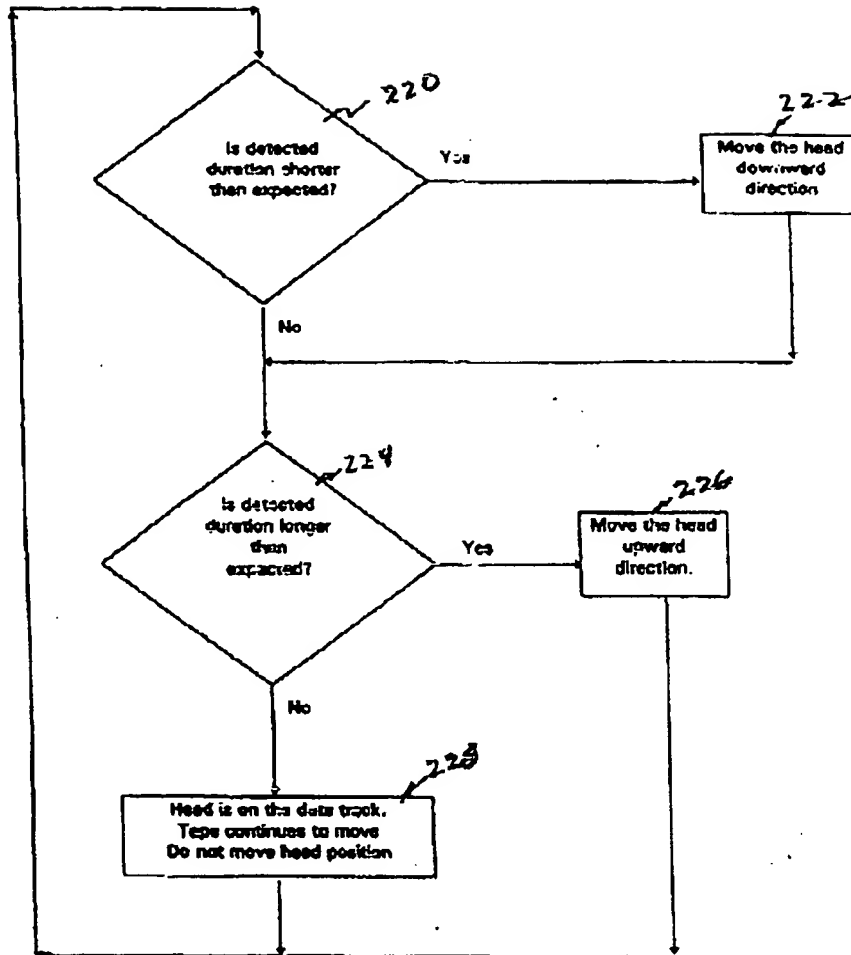 220
Is detected
duration shorter
than expected?
Yes
222
Move the head
downward
direction
No
224
Is detected
duration longer
than
expected?
Yes
226
Move the head
upward
direction.
No
228
Head is on the data track.
Tape continues to move
Do not move head position